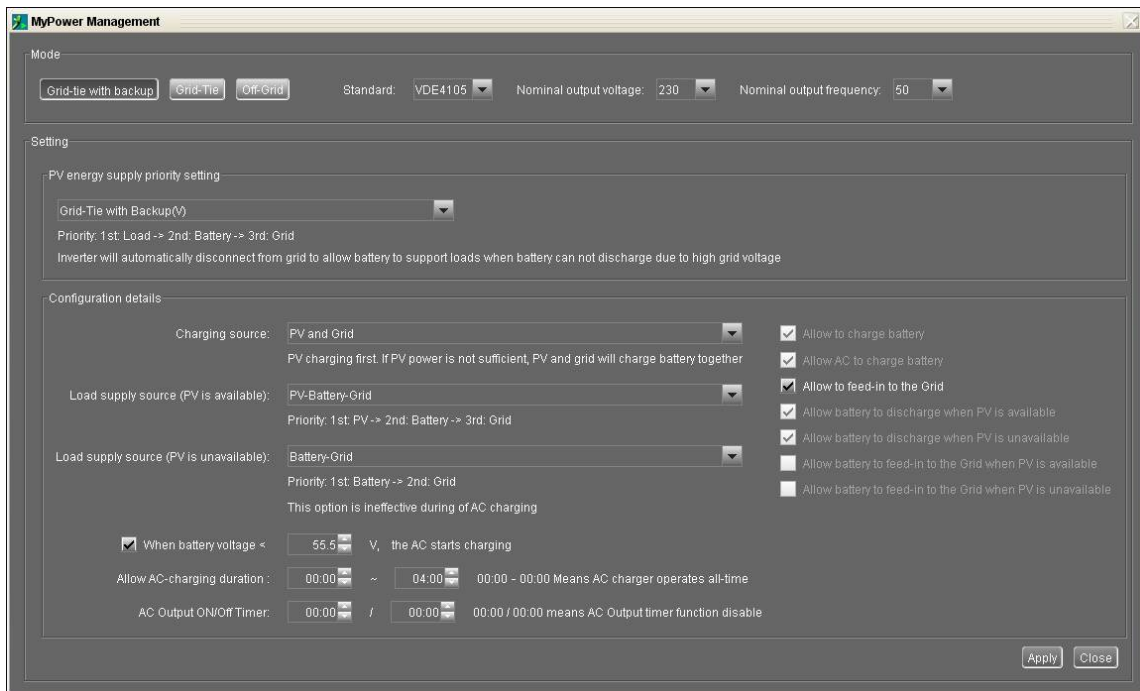 MyPower Management
Mode
Grid-tie with backup Grid-Tie Off-Grid Standard: VDE4105 Nominal output voltage: 230 Nominal output frequency: 50
Setting
PV energy supply priority setting
Grid-Tie with Backup(V)
Priority: 1st: Load -> 2nd: Battery -> 3rd: Grid
Inverter will automatically disconnect from grid to allow battery to support loads when battery can not discharge due to high grid voltage
Configuration details
Charging source: PV and Grid
PV charging first. If PV power is not sufficient, PV and grid will charge battery together
Load supply source (PV is available): PV-Battery-Grid
Priority: 1st: PV -> 2nd: Battery -> 3rd: Grid
Load supply source (PV is unavailable): Battery-Grid
Priority: 1st: Battery -> 2nd: Grid
This option is ineffective during of AC charging
Allow to charge battery
Allow AC to charge battery
Allow to feed-in to the Grid
Allow battery to discharge when PV is available
Allow battery to discharge when PV is unavailable
Allow battery to feed-in to the Grid when PV is available
Allow battery to feed-in to the Grid when PV is unavailable
When battery voltage < 55.5 V, the AC starts charging
Allow AC-charging duration : 00:00 ~ 04:00 00:00 - 00:00 Means AC charger operates all-time
AC Output ON/Off Timer: 00:00 / 00:00 00:00 / 00:00 means AC Output timer function disable
Apply Close